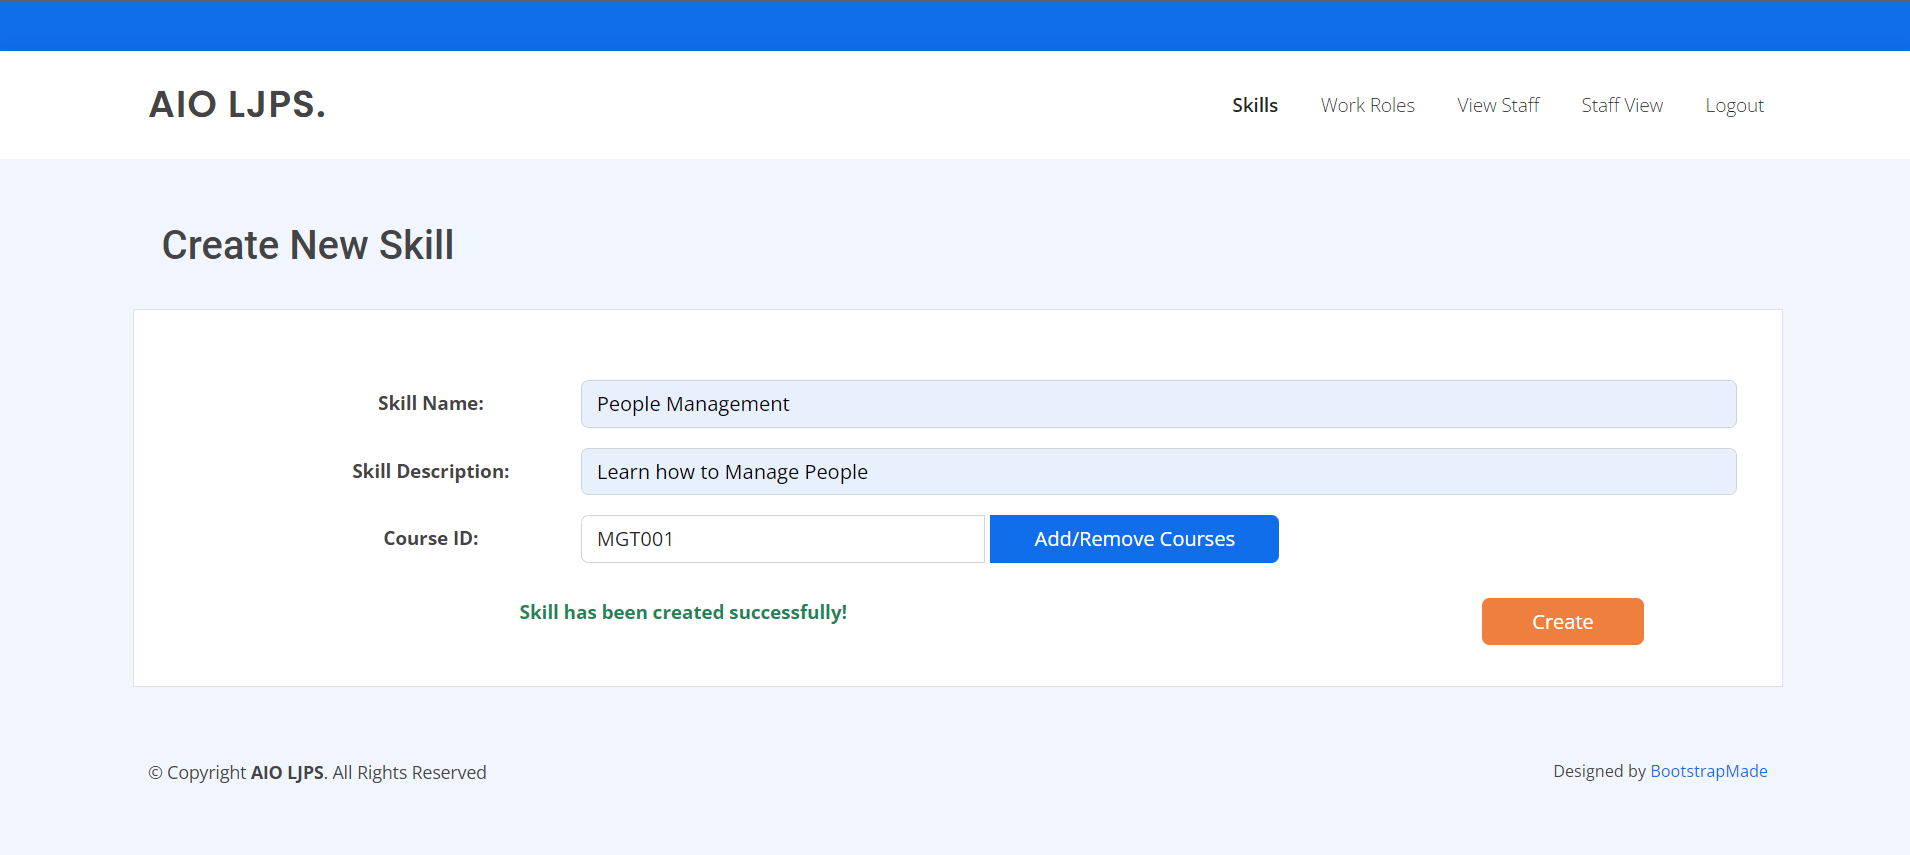 AIO LJPS.
Skills Work Roles View Staff Staff View Logout
Create New Skill
Skill Name: People Management
Skill Description: Learn how to Manage People
Course ID: MGT001 Add/Remove Courses
Skill has been created successfully! Create
© Copyright AIO LJPS. All Rights Reserved Designed by BootstrapMade